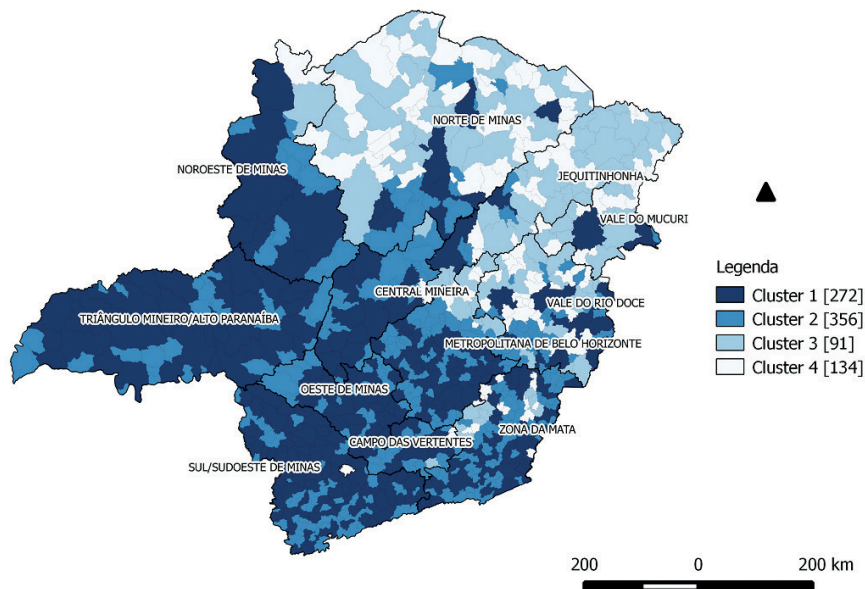 NORTE DE MINAS
NOROESTE DE MINAS
JEQUITINHONHA
VALE DO MUCURI
Legenda
Cluster 1 [272]
Cluster 2 [356]
Cluster 3 [91]
Cluster 4 [134]
CENTRAL MINEIRA
VALE DO RIO DOCE
TRIÂNGULO MINEIRO/ALTO PARANAÍBA
METROPOLITANA DE BELO HORIZONTE
OESTE DE MINAS
CAMPO DAS VERTENTES
ZONA DA MATA
SUL/SUDOESTE DE MINAS
200 0 200 km